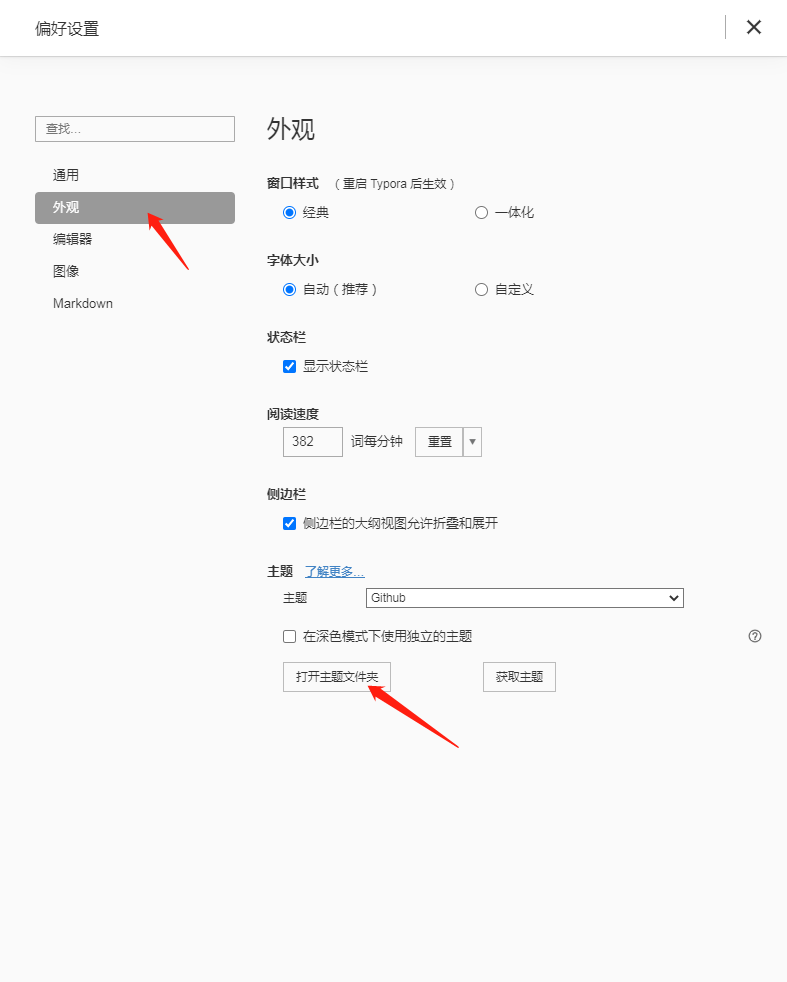 偏好设置
查找...
通用
外观
编辑器
图像
Markdown
外观
窗口样式 （重启 Typora 后生效）
经典 一体化
字体大小
自动（推荐） 自定义
状态栏
显示状态栏
阅读速度
382 词每分钟 重置
侧边栏
侧边栏的大纲视图允许折叠和展开
主题 了解更多...
主题 Github
在深色模式下使用独立的主题
打开主题文件夹 获取主题